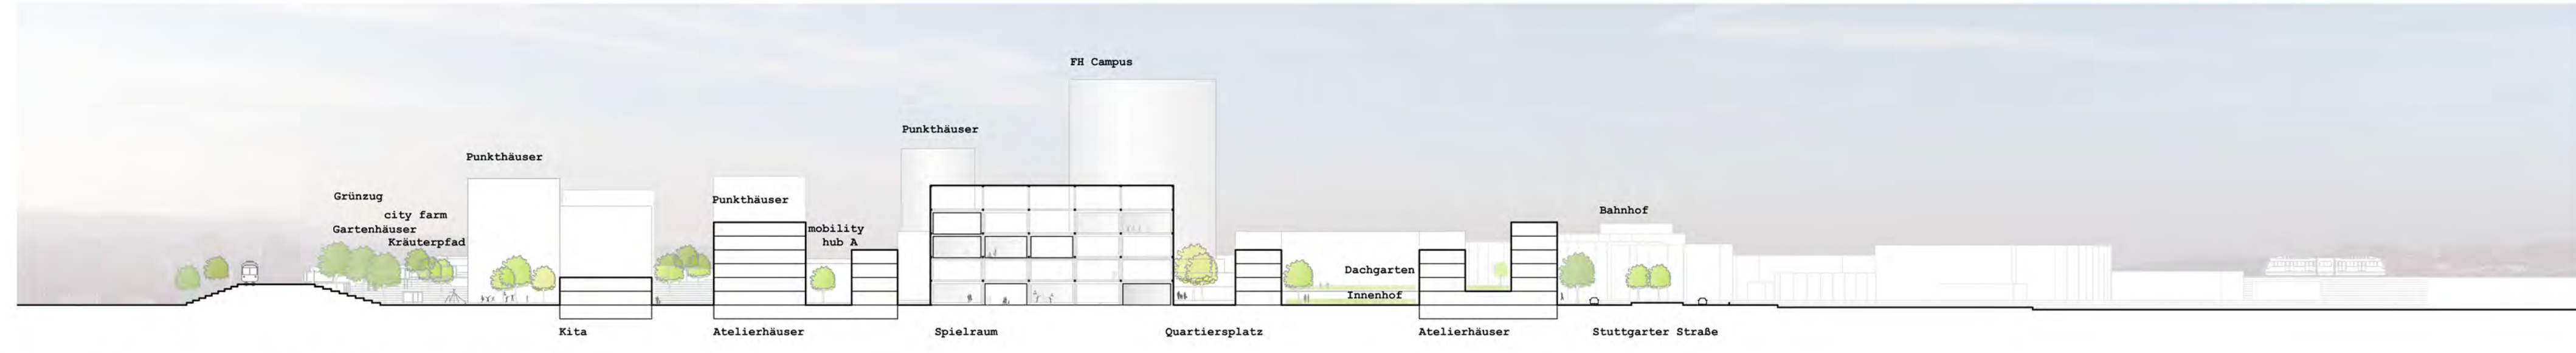 FH Campus
Punkthäuser
Punkthäuser
Grünzug
city farm
Gartenhäuser
Kräuterpfad
Punkthäuser
mobility
hub A
Bahnhof
Dachgarten
Innenhof
Kita
Atelierhäuser
Spielraum
Quartiersplatz
Atelierhäuser
Stuttgarter Straße